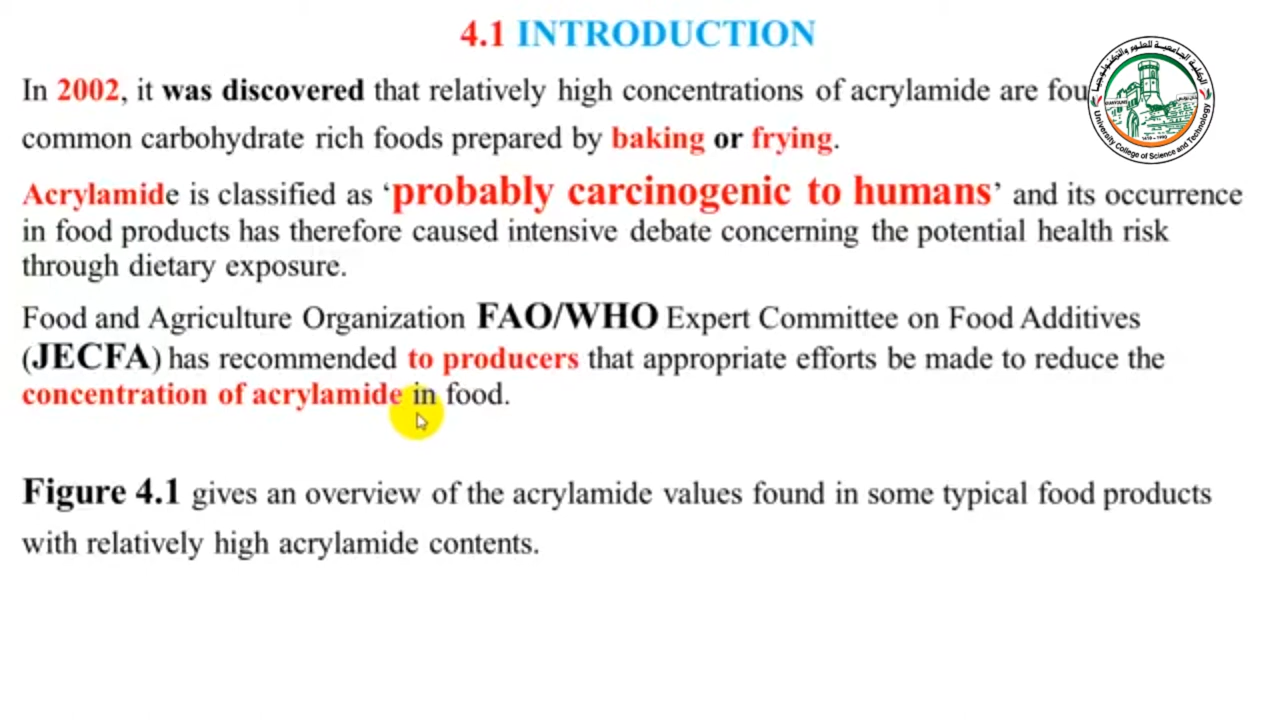 4.1 INTRODUCTION
In 2002, it was discovered that relatively high concentrations of acrylamide are fou
common carbohydrate rich foods prepared by baking or frying.
Acrylamide is classified as ‘probably carcinogenic to humans’ and its occurrence
in food products has therefore caused intensive debate concerning the potential health risk
through dietary exposure.
Food and Agriculture Organization FAO/WHO Expert Committee on Food Additives
(JECFA) has recommended to producers that appropriate efforts be made to reduce the
concentration of acrylamide in food.
Figure 4.1 gives an overview of the acrylamide values found in some typical food products
with relatively high acrylamide contents.
الكلية الجامعية للعلوم والتكنولوجيا
University College of Science and Technology